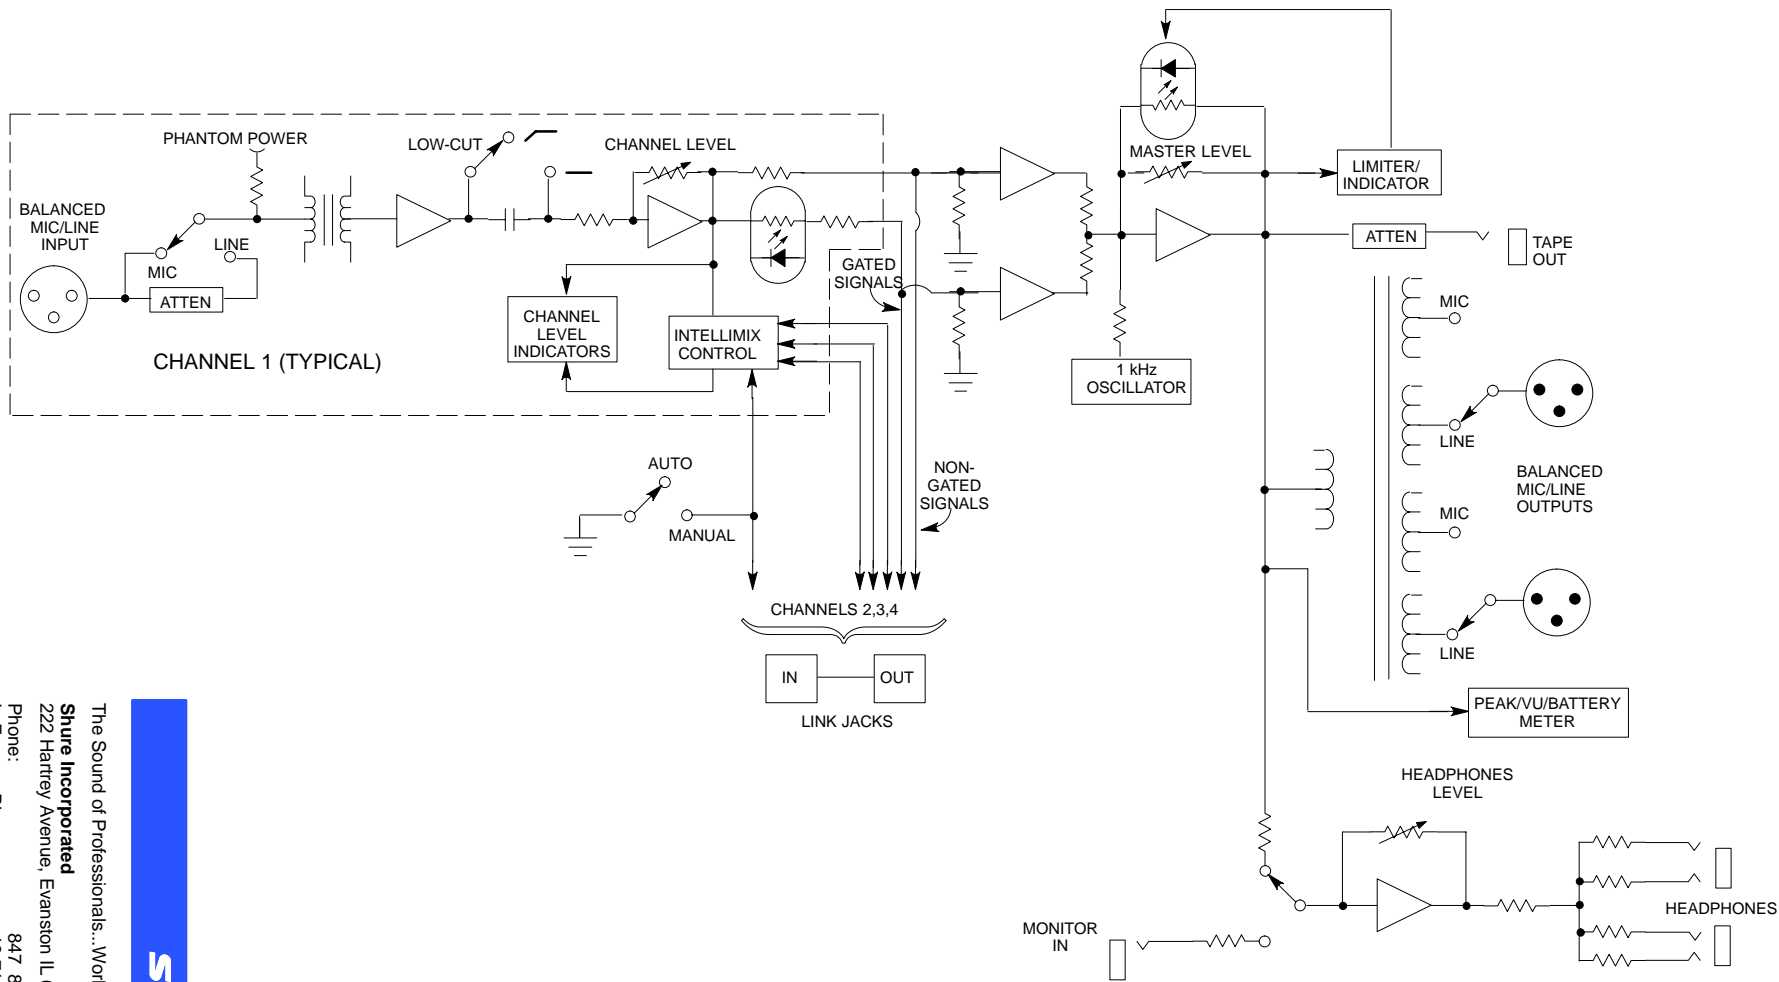 PHANTOM POWER
LOW-CUT
CHANNEL LEVEL
MASTER LEVEL
LIMITER/
INDICATOR
BALANCED
MIC/LINE
INPUT
LINE
MIC
ATTEN
ATTEN
TAPE
OUT
GATED
SIGNALS
CHANNEL
LEVEL
INDICATORS
INTELLIMIX
CONTROL
CHANNEL 1 (TYPICAL)
1 kHz
OSCILLATOR
MIC
LINE
BALANCED
MIC/LINE
OUTPUTS
MIC
LINE
AUTO
MANUAL
NON-
GATED
SIGNALS
CHANNELS 2,3,4
IN
OUT
LINK JACKS
PEAK/VU/BATTERY
METER
HEADPHONES
LEVEL
HEADPHONES
MONITOR
IN
The Sound of Professionals...
Shure Incorporated
222 Hartrey Avenue, Evanston IL
Phone:
847